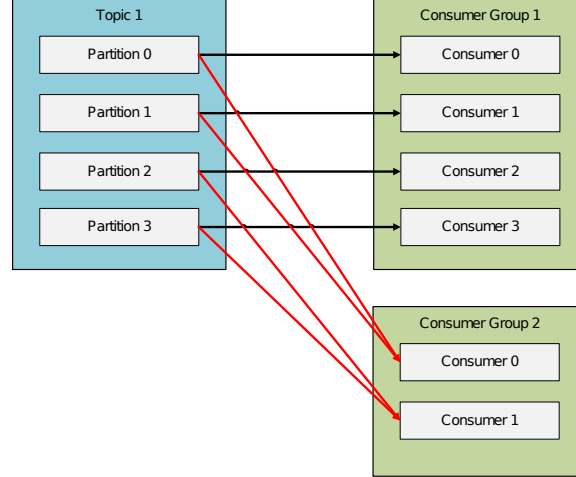 Topic 1
Partition 0
Partition 1
Partition 2
Partition 3
Consumer Group 1
Consumer 0
Consumer 1
Consumer 2
Consumer 3
Consumer Group 2
Consumer 0
Consumer 1